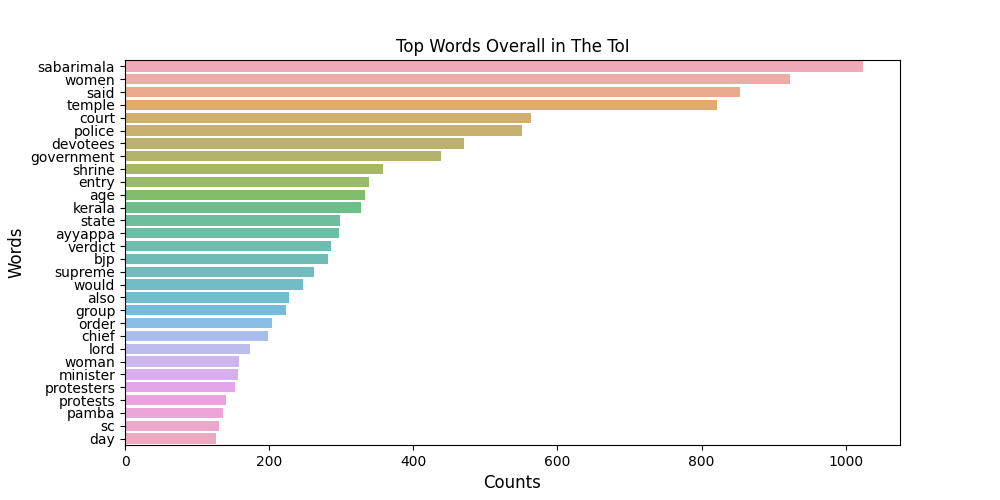 Top Words Overall in The ToI
Words
sabarimala
women
said
temple
court
police
devotees
government
shrine
entry
age
kerala
state
ayyappa
verdict
bjp
supreme
would
also
group
order
chief
lord
woman
minister
protesters
protests
pamba
sc
day
0 200 400 600 800 1000
Counts